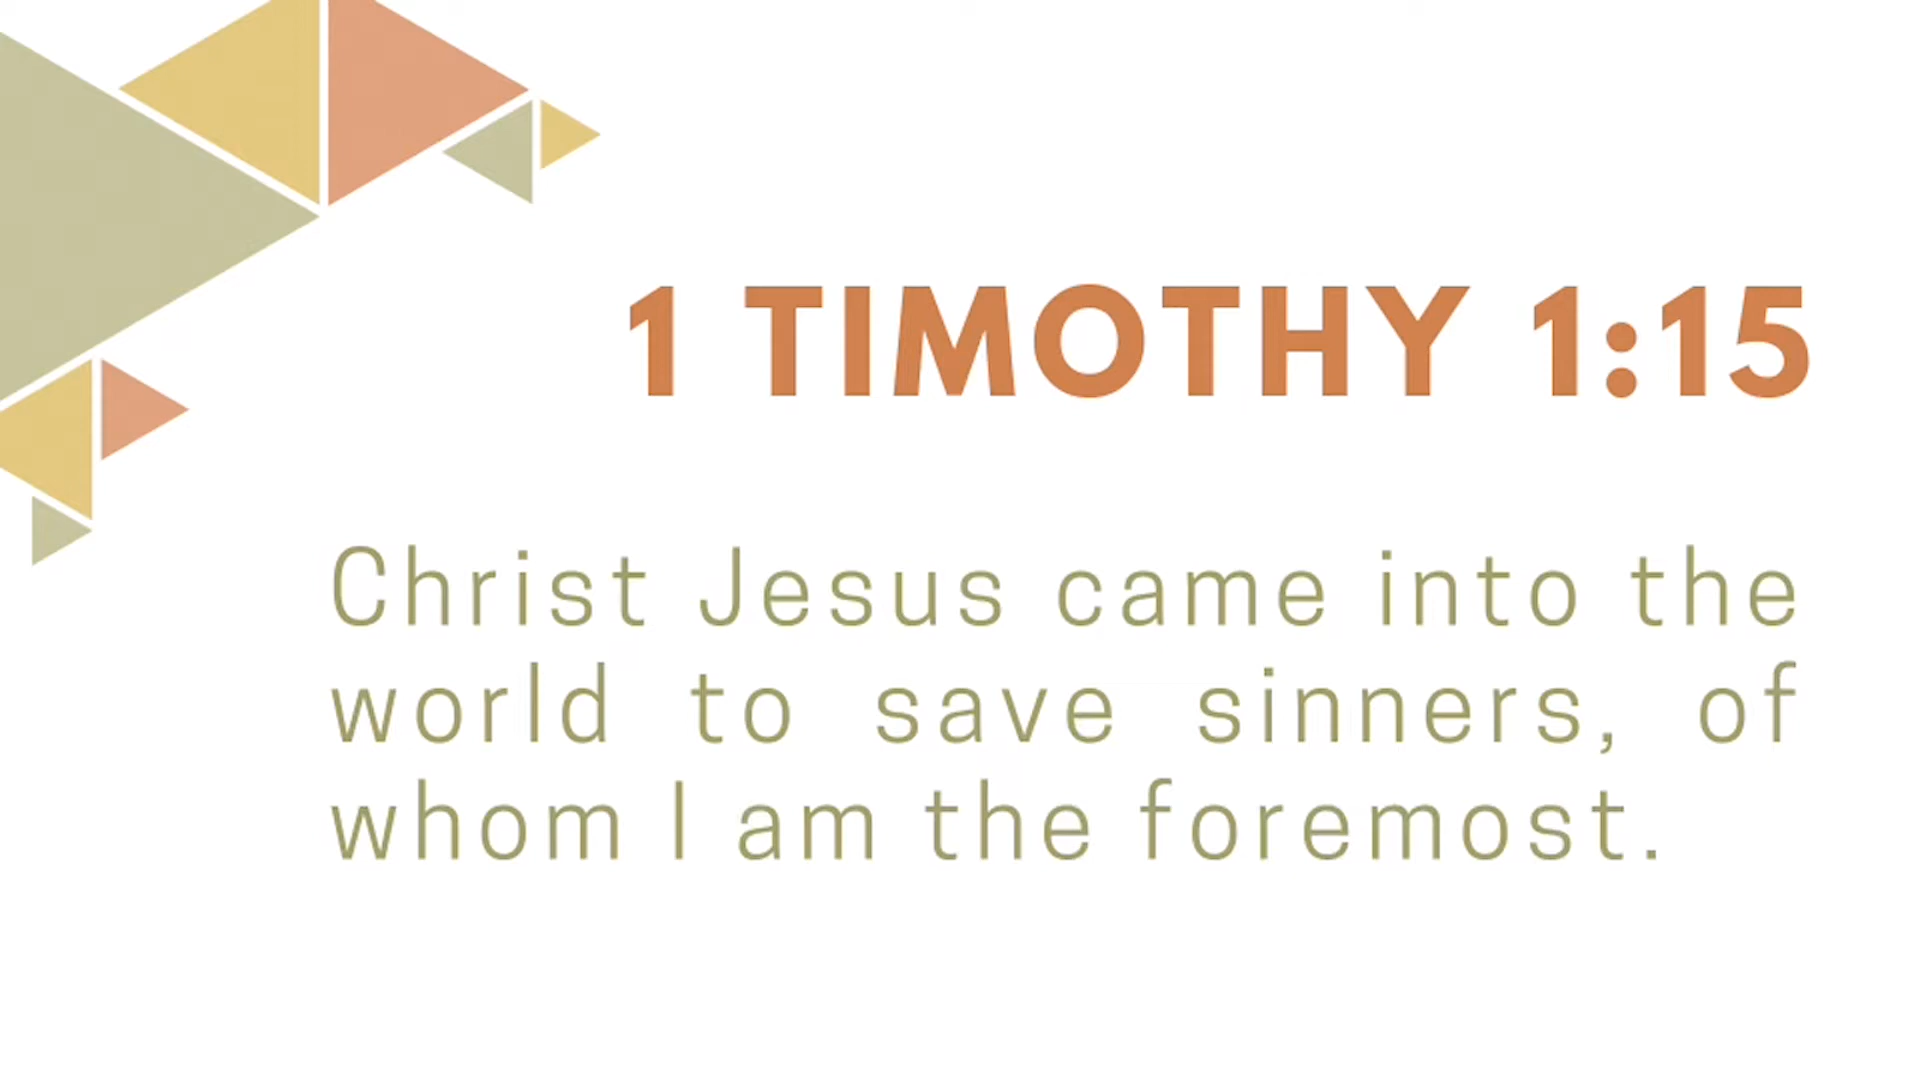 1 TIMOTHY 1:15
Christ Jesus came into the
world to save sinners, of
whom I am the foremost.